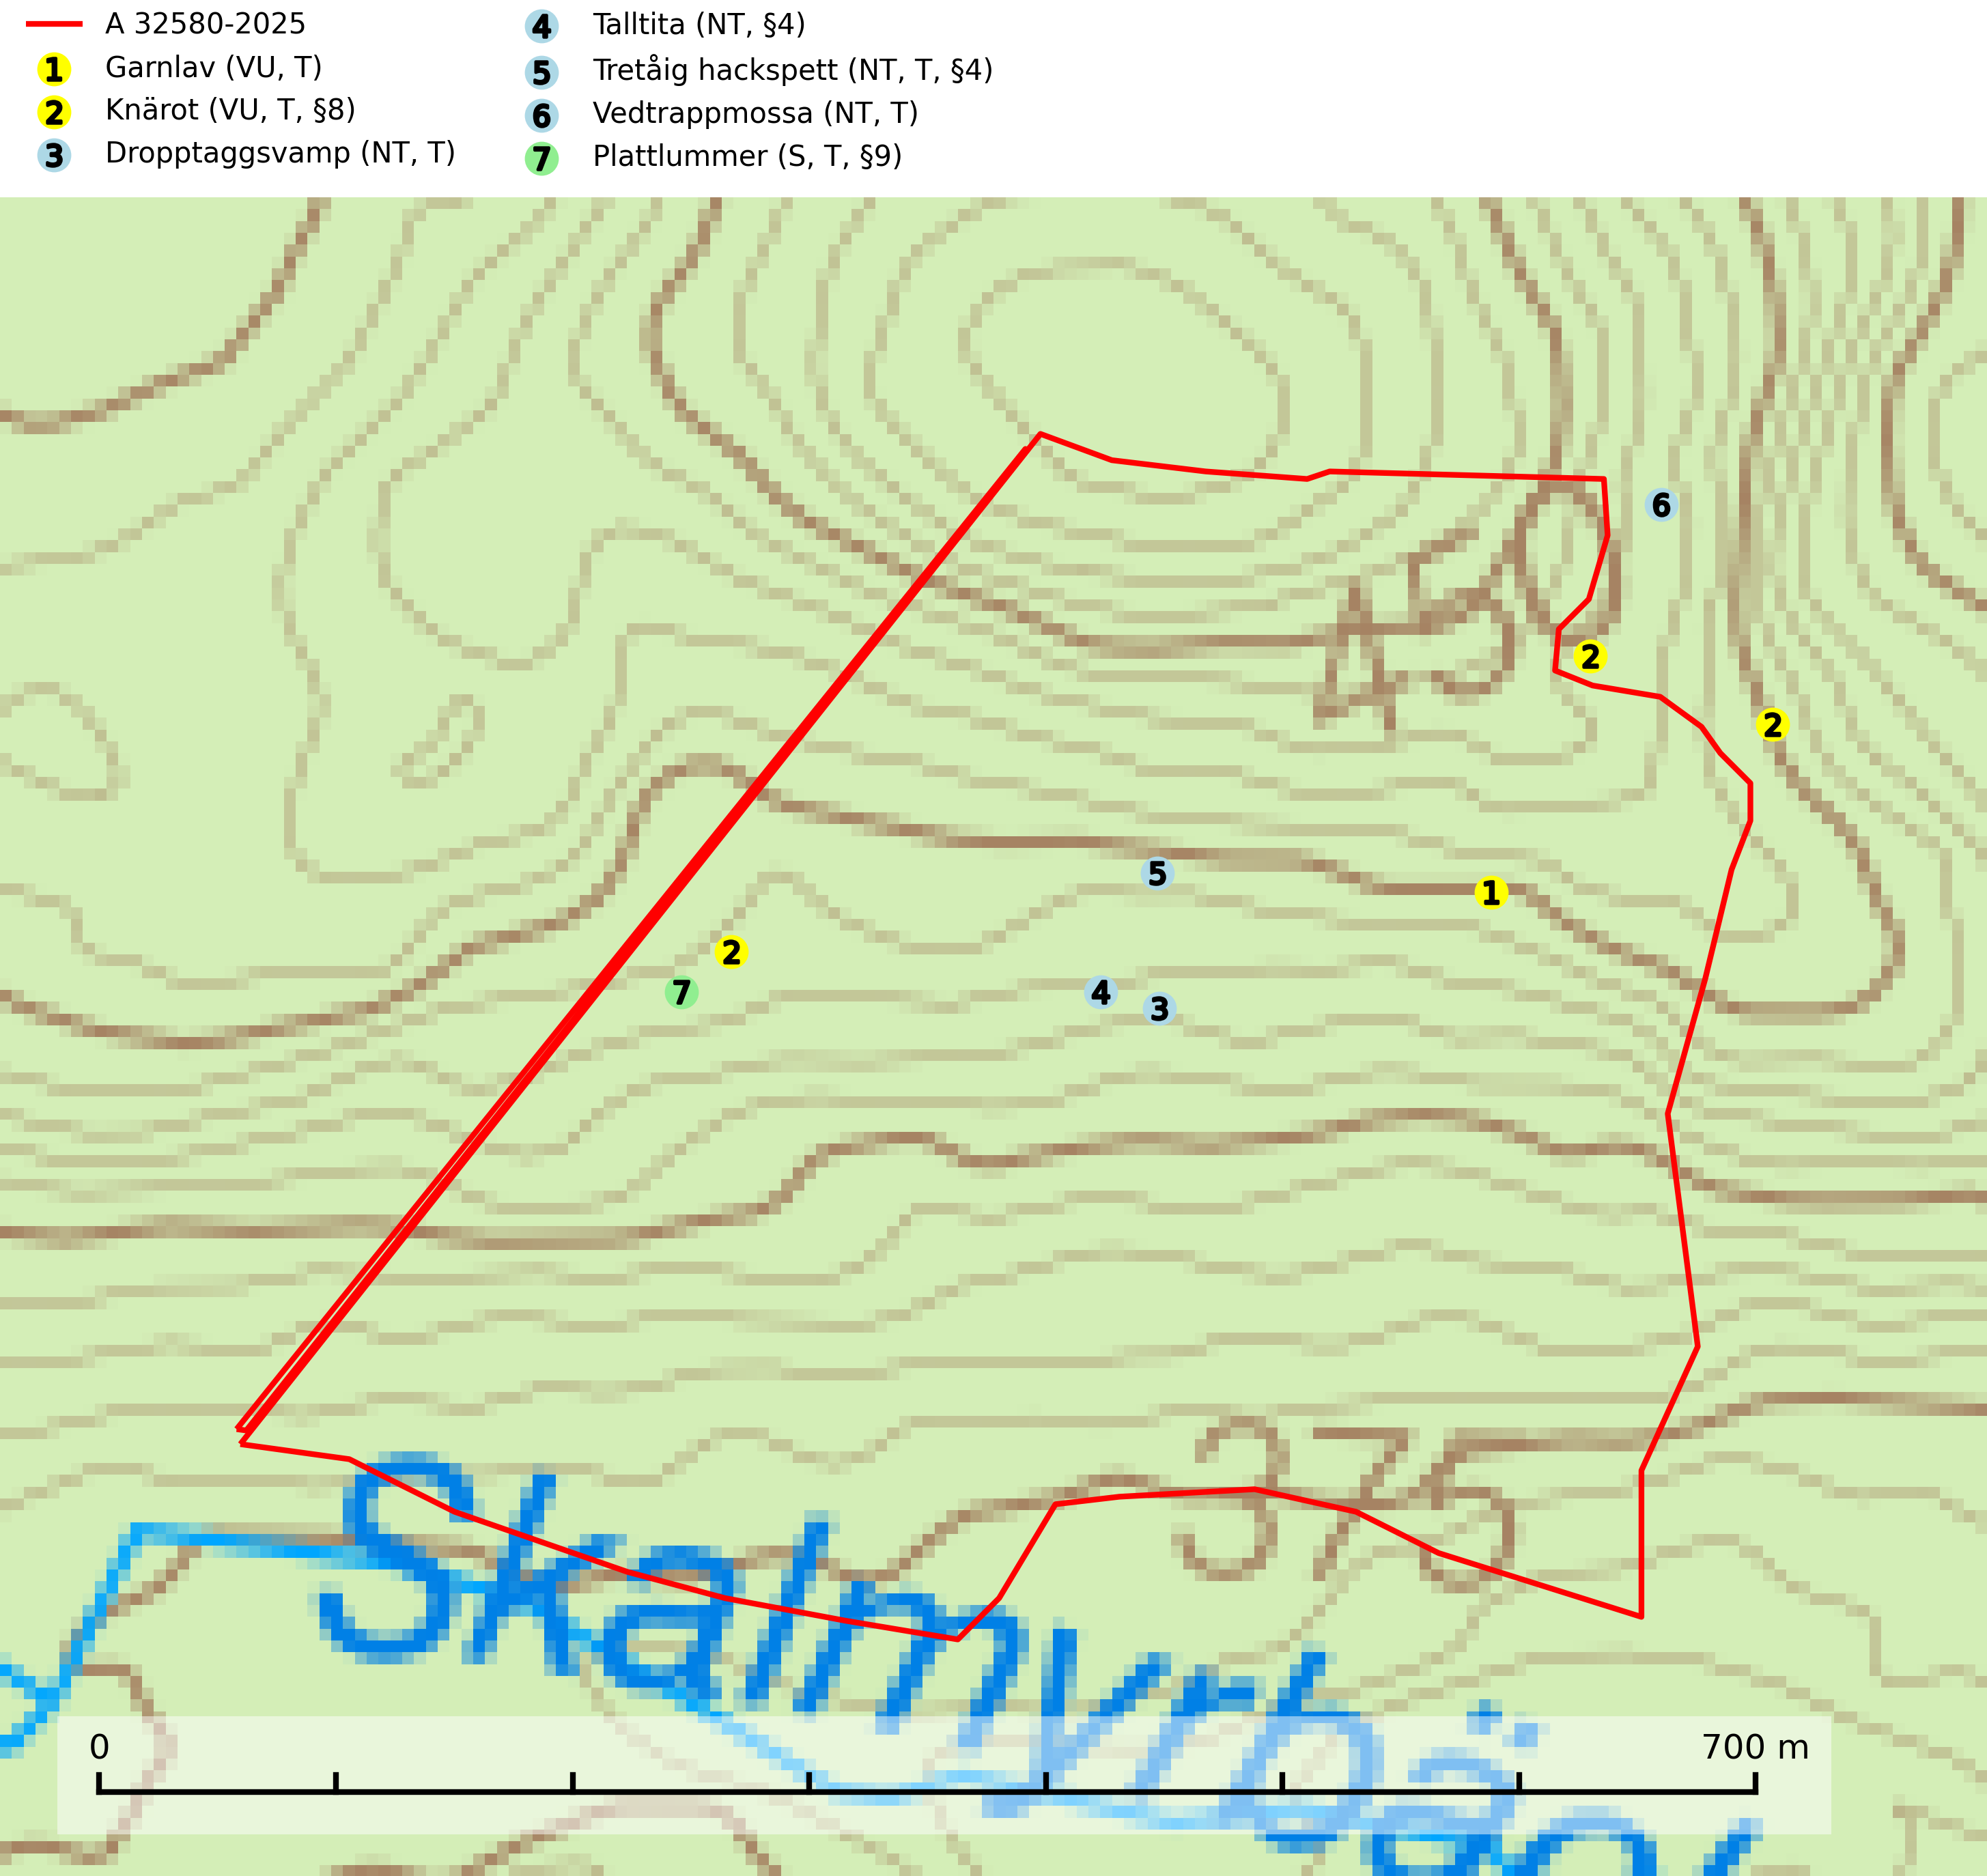 A 32580-2025
1 Garnlav (VU, T)
2 Knärot (VU, T, §8)
3 Dropptaggsvamp (NT, T)
4 Talltita (NT, §4)
5 Tretåig hackspett (NT, T, §4)
6 Vedtrappmossa (NT, T)
7 Plattlummer (S, T, §9)
6
2
2
5
1
2
7
4
3
375
0
700 m